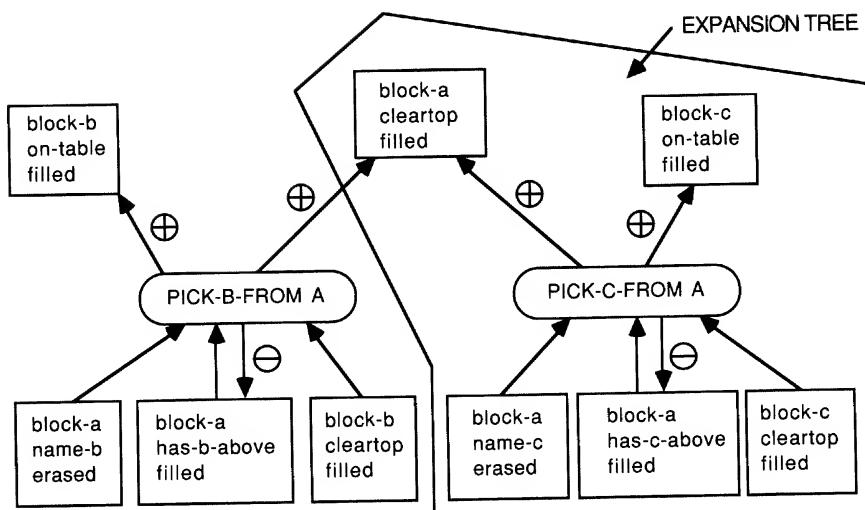 EXPANSION TREE
block-a
cleartop
filled
block-b
on-table
filled
block-c
on-table
filled
PICK-B-FROM A
PICK-C-FROM A
block-a
name-b
erased
block-a
has-b-above
filled
block-b
cleartop
filled
block-a
name-c
erased
block-a
has-c-above
filled
block-c
cleartop
filled